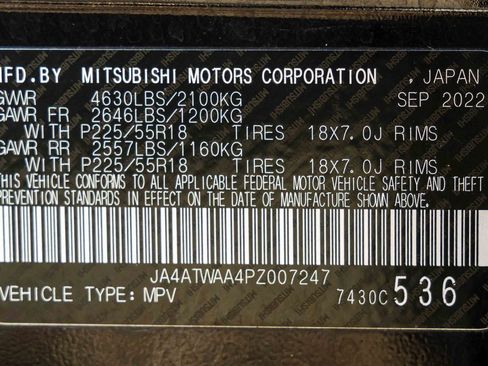 MFD.BY MITSUBISHI MOTORS CORPORATION , JAPAN
GVWR 4630LBS/2100KG SEP 2022
GAWR FR 2646LBS/1200KG
WITH P225/55R18 TIRES 18X7.0J RIMS
GAWR RR 2557LBS/1160KG
WITH P225/55R18 TIRES 18X7.0J RIMS
THIS VEHICLE CONFORMS TO ALL APPLICABLE FEDERAL MOTOR VEHICLE SAFETY AND THEFT
PREVENTION STANDARDS IN EFFECT ON THE DATE OF MANUFACTURE SHOWN ABOVE.
JA4ATWAA4PZ007247
VEHICLE TYPE: MPV 7430C536